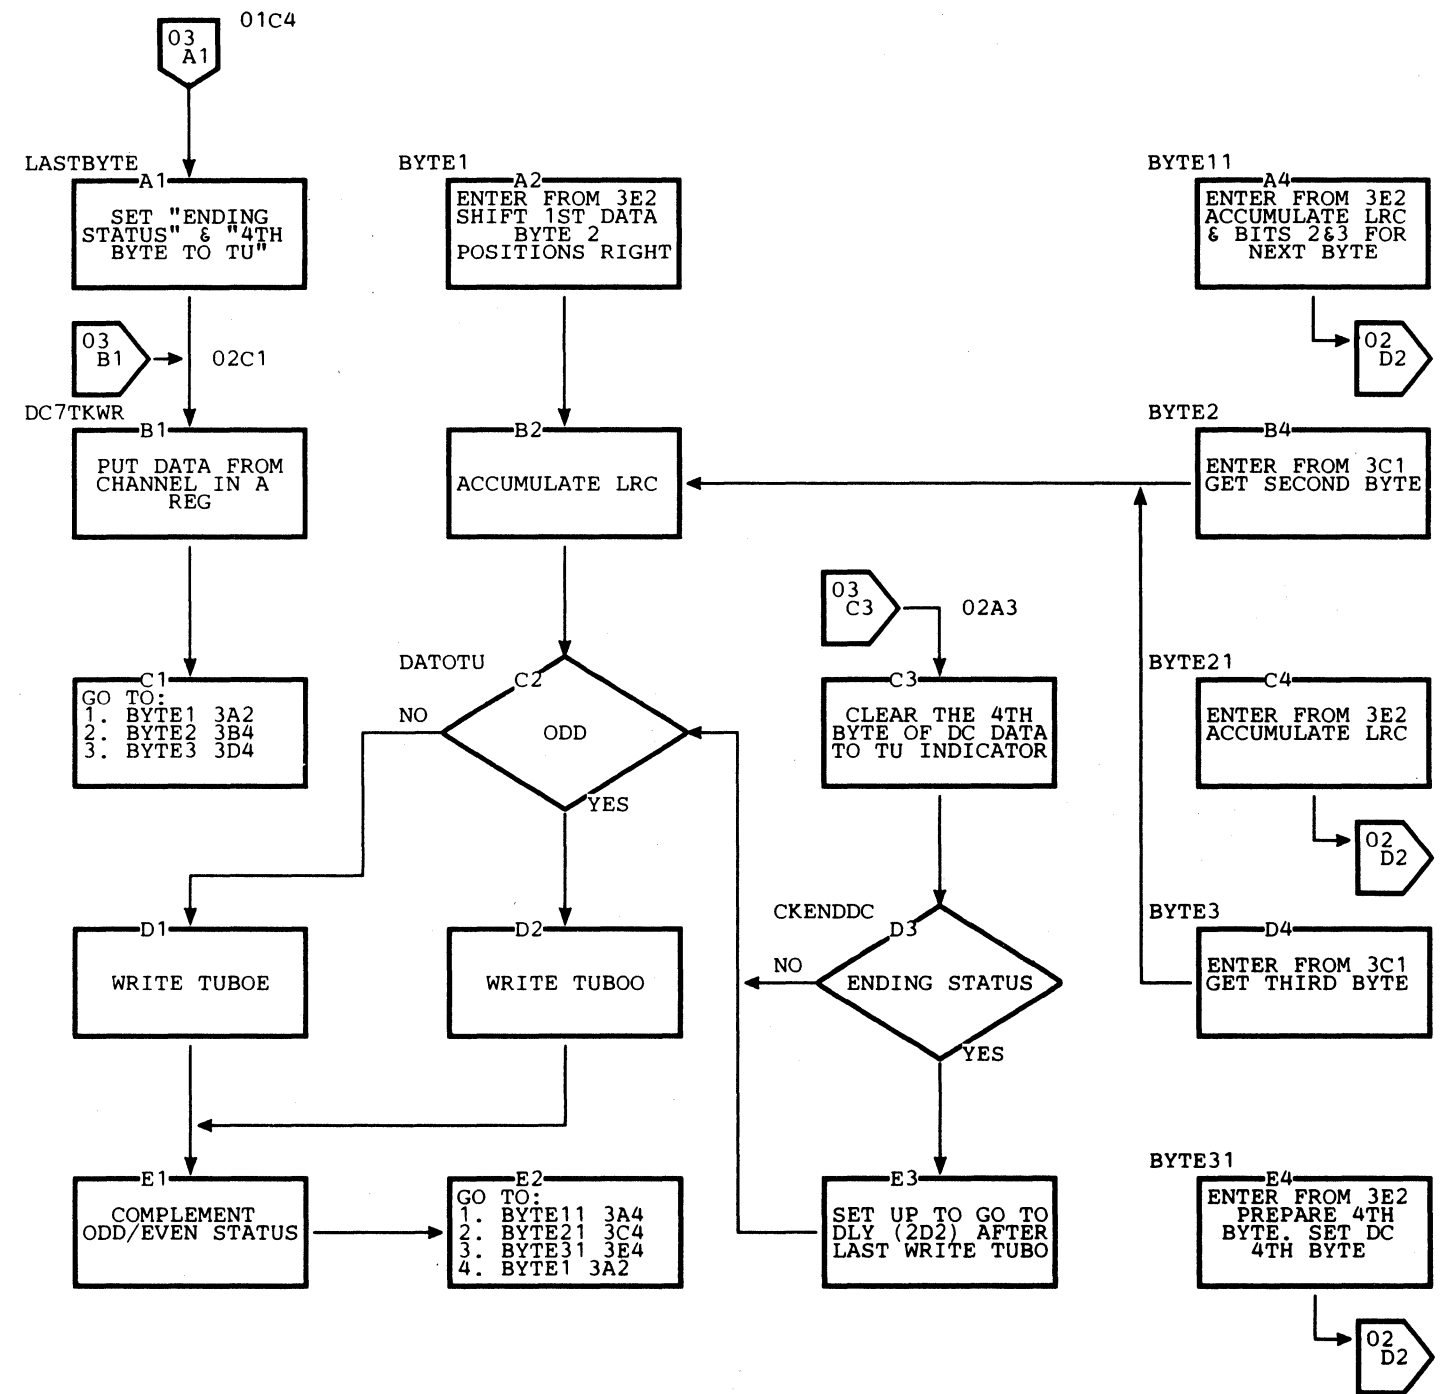 01C4
03
A1
LASTBYTE
A1
SET "ENDING
STATUS" & "4TH
BYTE TO TU"
BYTE1
A2
ENTER FROM 3E2
SHIFT 1ST DATA
BYTE 2
POSITIONS RIGHT
BYTE11
A4
ENTER FROM 3E2
ACCUMULATE LRC
& BITS 2&3 FOR
NEXT BYTE
03
B1
02C1
02
D2
DC7TKWR
B1
PUT DATA FROM
CHANNEL IN A
REG
B2
ACCUMULATE LRC
BYTE2
B4
ENTER FROM 3C1
GET SECOND BYTE
03
C3
02A3
C1
GO TO:
1. BYTE1 3A2
2. BYTE2 3B4
3. BYTE3 3D4
DATOTU
C2
NO
ODD
YES
C3
CLEAR THE 4TH
BYTE OF DC DATA
TO TU INDICATOR
BYTE21
C4
ENTER FROM 3E2
ACCUMULATE LRC
02
D2
D1
WRITE TUBOE
D2
WRITE TUBOO
CKENDDC
D3
NO
ENDING STATUS
YES
BYTE3
D4
ENTER FROM 3C1
GET THIRD BYTE
E1
COMPLEMENT
ODD/EVEN STATUS
E2
GO TO:
1. BYTE11 3A4
2. BYTE21 3C4
3. BYTE31 3E4
4. BYTE1 3A2
E3
SET UP TO GO TO
DLY (2D2) AFTER
LAST WRITE TUBO
BYTE31
E4
ENTER FROM 3E2
PREPARE 4TH
BYTE. SET DC
4TH BYTE
02
D2